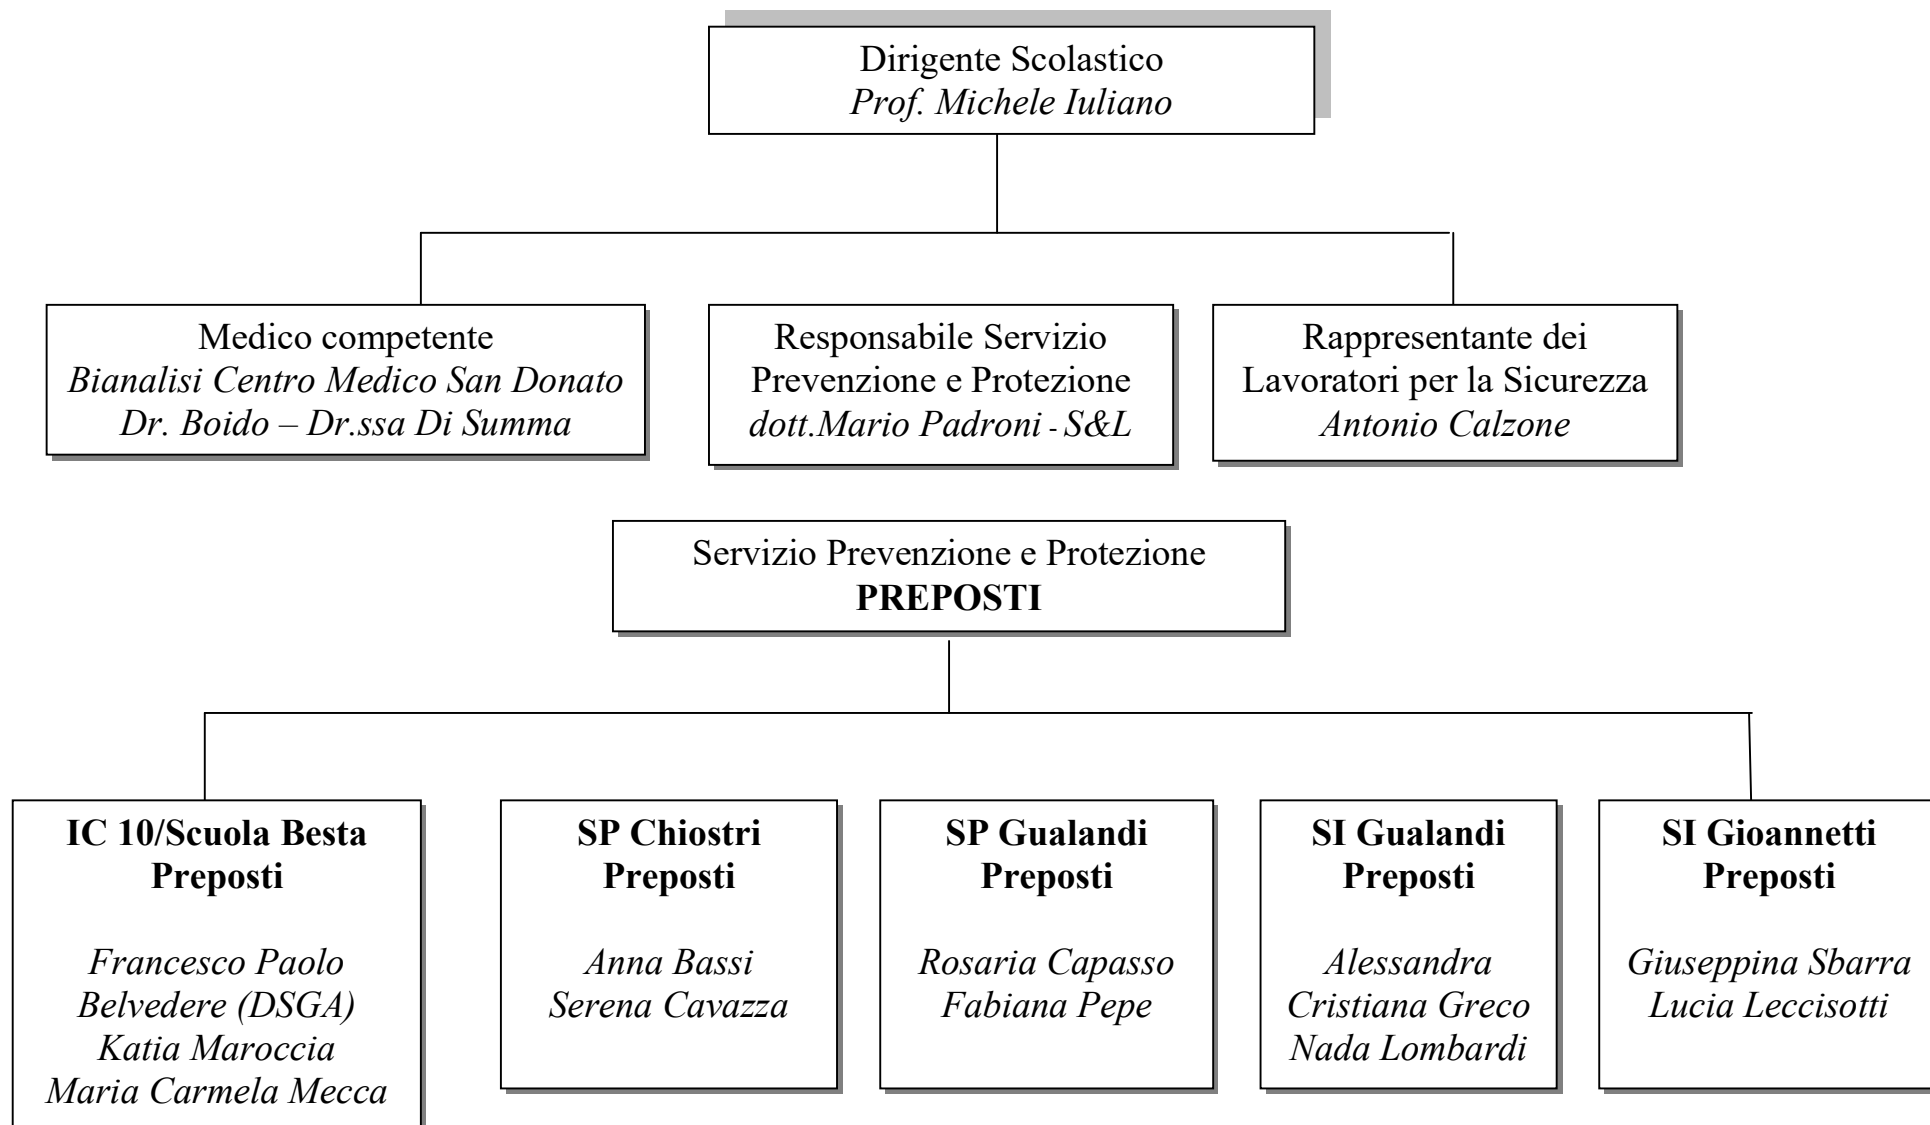 Dirigente Scolastico
Prof. Michele Iuliano
Medico competente
Bianalisi Centro Medico San Donato
Dr. Boido – Dr.ssa Di Summa
Responsabile Servizio
Prevenzione e Protezione
dott.Mario Padroni - S&L
Rappresentante dei
Lavoratori per la Sicurezza
Antonio Calzone
Servizio Prevenzione e Protezione
PREPOSTI
IC 10/Scuola Besta
Preposti
Francesco Paolo
Belvedere (DSGA)
Katia Maroccia
Maria Carmela Mecca
SP Chiostri
Preposti
Anna Bassi
Serena Cavazza
SP Gualandi
Preposti
Rosaria Capasso
Fabiana Pepe
SI Gualandi
Preposti
Alessandra
Cristiana Greco
Nada Lombardi
SI Gioannetti
Preposti
Giuseppina Sbarra
Lucia Leccisotti